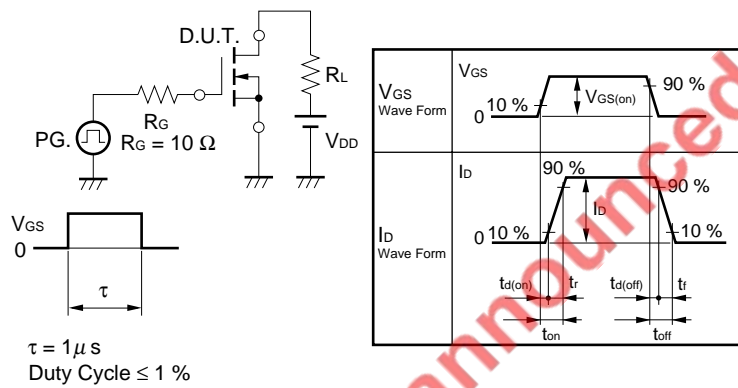 D.U.T.
RL
RG
PG.
RG = 10 Ω
VDD
VGS
0
τ
τ = 1μ s
Duty Cycle ≤ 1 %
VGS
Wave Form
VGS
10 %
0
VGS(on)
90 %
ID
Wave Form
ID
90 %
90 %
ID
0
10 %
10 %
td(on)
tr
td(off)
tf
ton
toff
announced